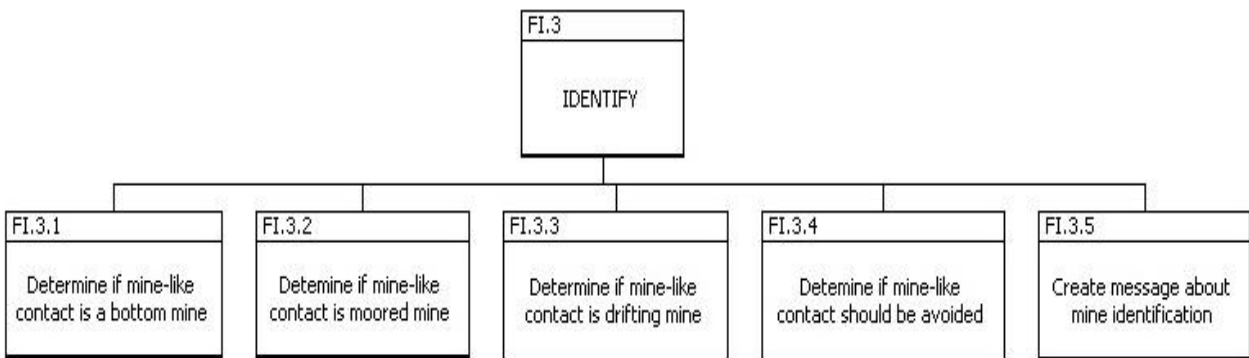 FI.3
IDENTIFY
FI.3.1
Determine if mine-like
contact is a bottom mine
FI.3.2
Detemine if mine-like
contact is moored mine
FI.3.3
Determine if mine-like
contact is drifting mine
FI.3.4
Detemine if mine-like
contact should be avoided
FI.3.5
Create message about
mine identification